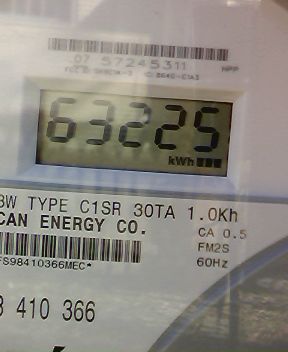 07 57245311
63225
kWh
3W TYPE C1SR 30TA 1.0Kh
CAN ENERGY CO.
CA 0.5
FM2S
60Hz
FS98410366MEC*
8 410 366